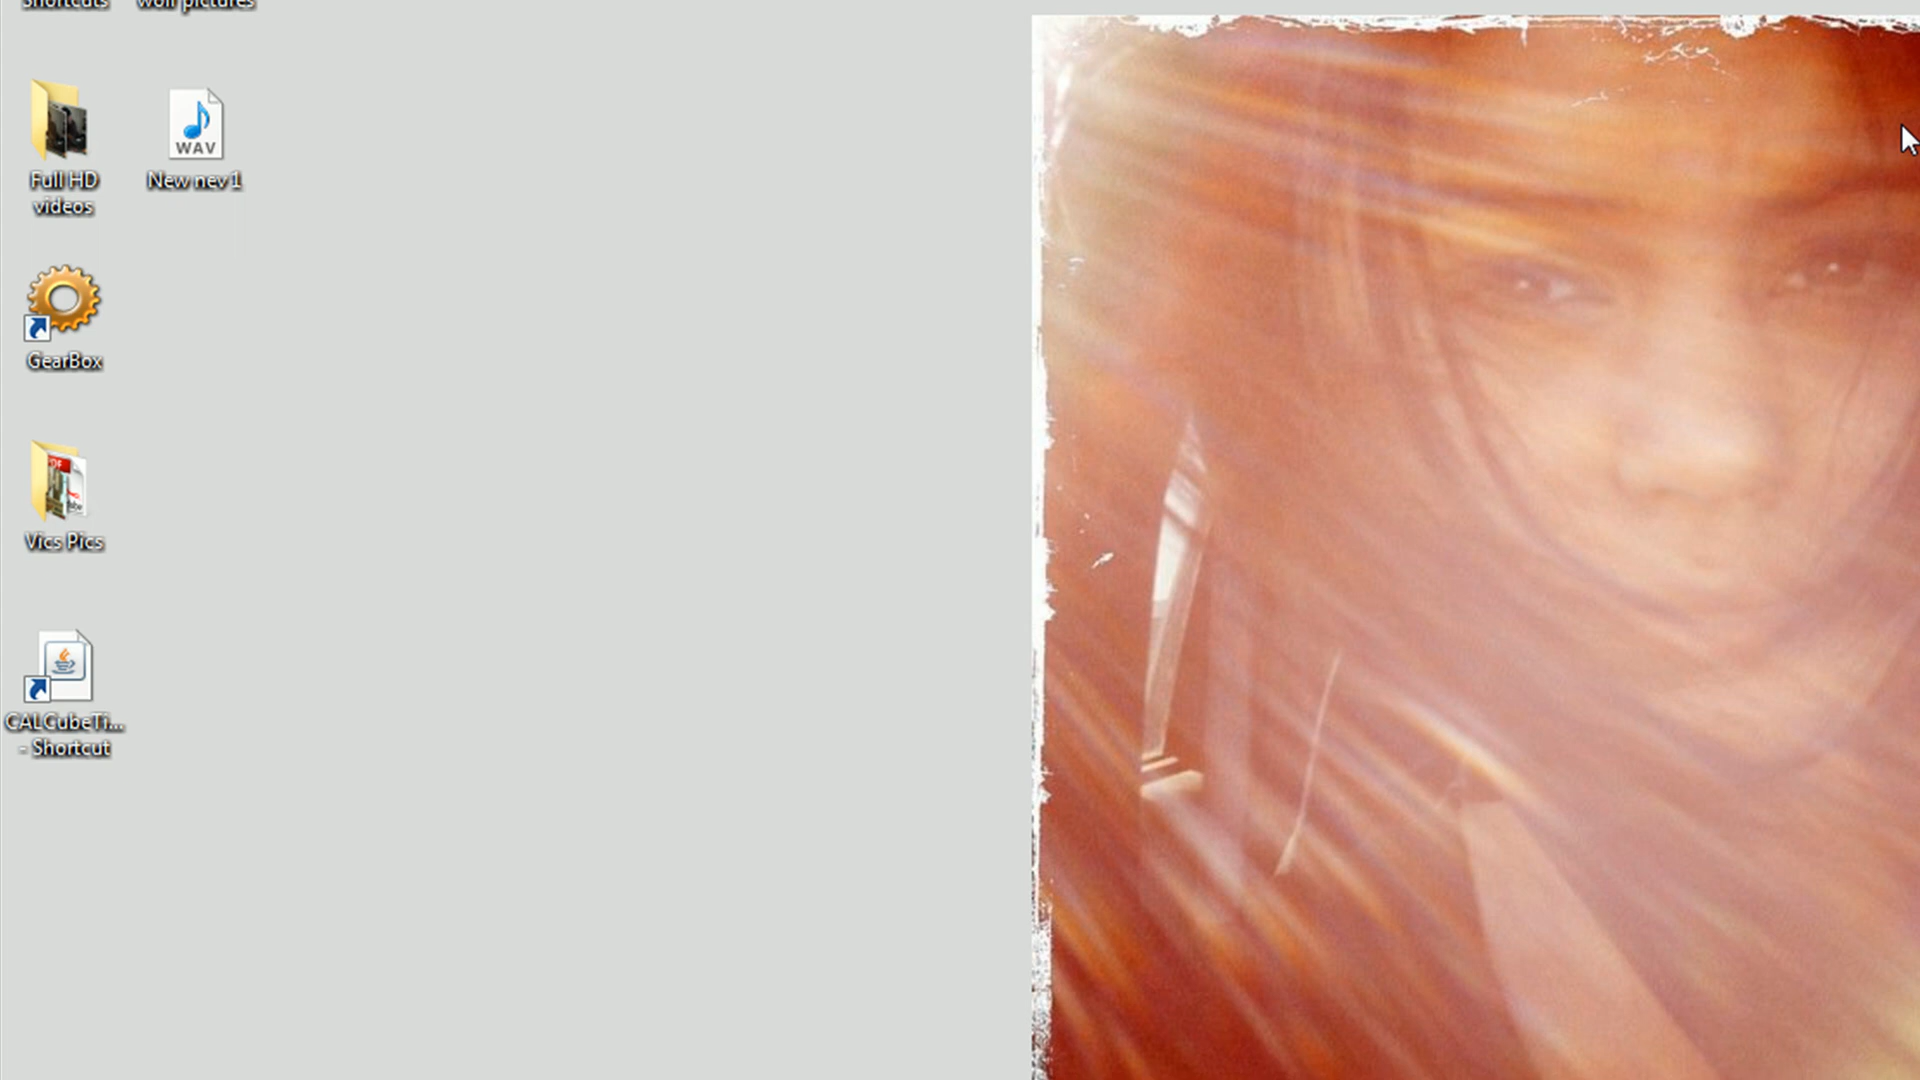 Shortcuts
wolf pictures
Full HD
videos
WAV
New nev 1
GearBox
Vics Pics
CALCubeTi...
- Shortcut